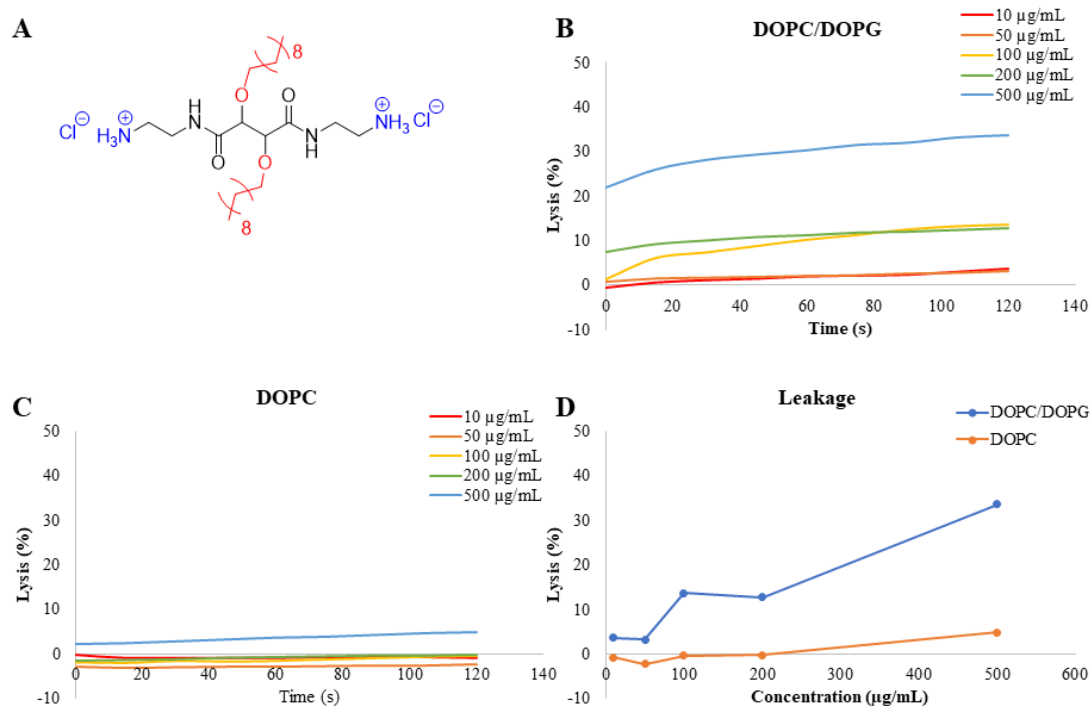 A
8
O
Cl⊖
H3N⊕
H
N
O
O
N
H
⊕
NH3
Cl⊖
O
8
B
DOPC/DOPG
10 µg/mL
50 µg/mL
100 µg/mL
200 µg/mL
500 µg/mL
50
40
30
20
10
0
-10
0
20
40
60
80
100
120
140
Lysis (%)
Time (s)
C
DOPC
10 µg/mL
50 µg/mL
100 µg/mL
200 µg/mL
500 µg/mL
50
40
30
20
10
0
-10
0
20
40
60
80
100
120
140
Lysis (%)
Time (s)
D
Leakage
DOPC/DOPG
DOPC
50
40
30
20
10
0
-10
0
100
200
300
400
500
600
Lysis (%)
Concentration (µg/mL)